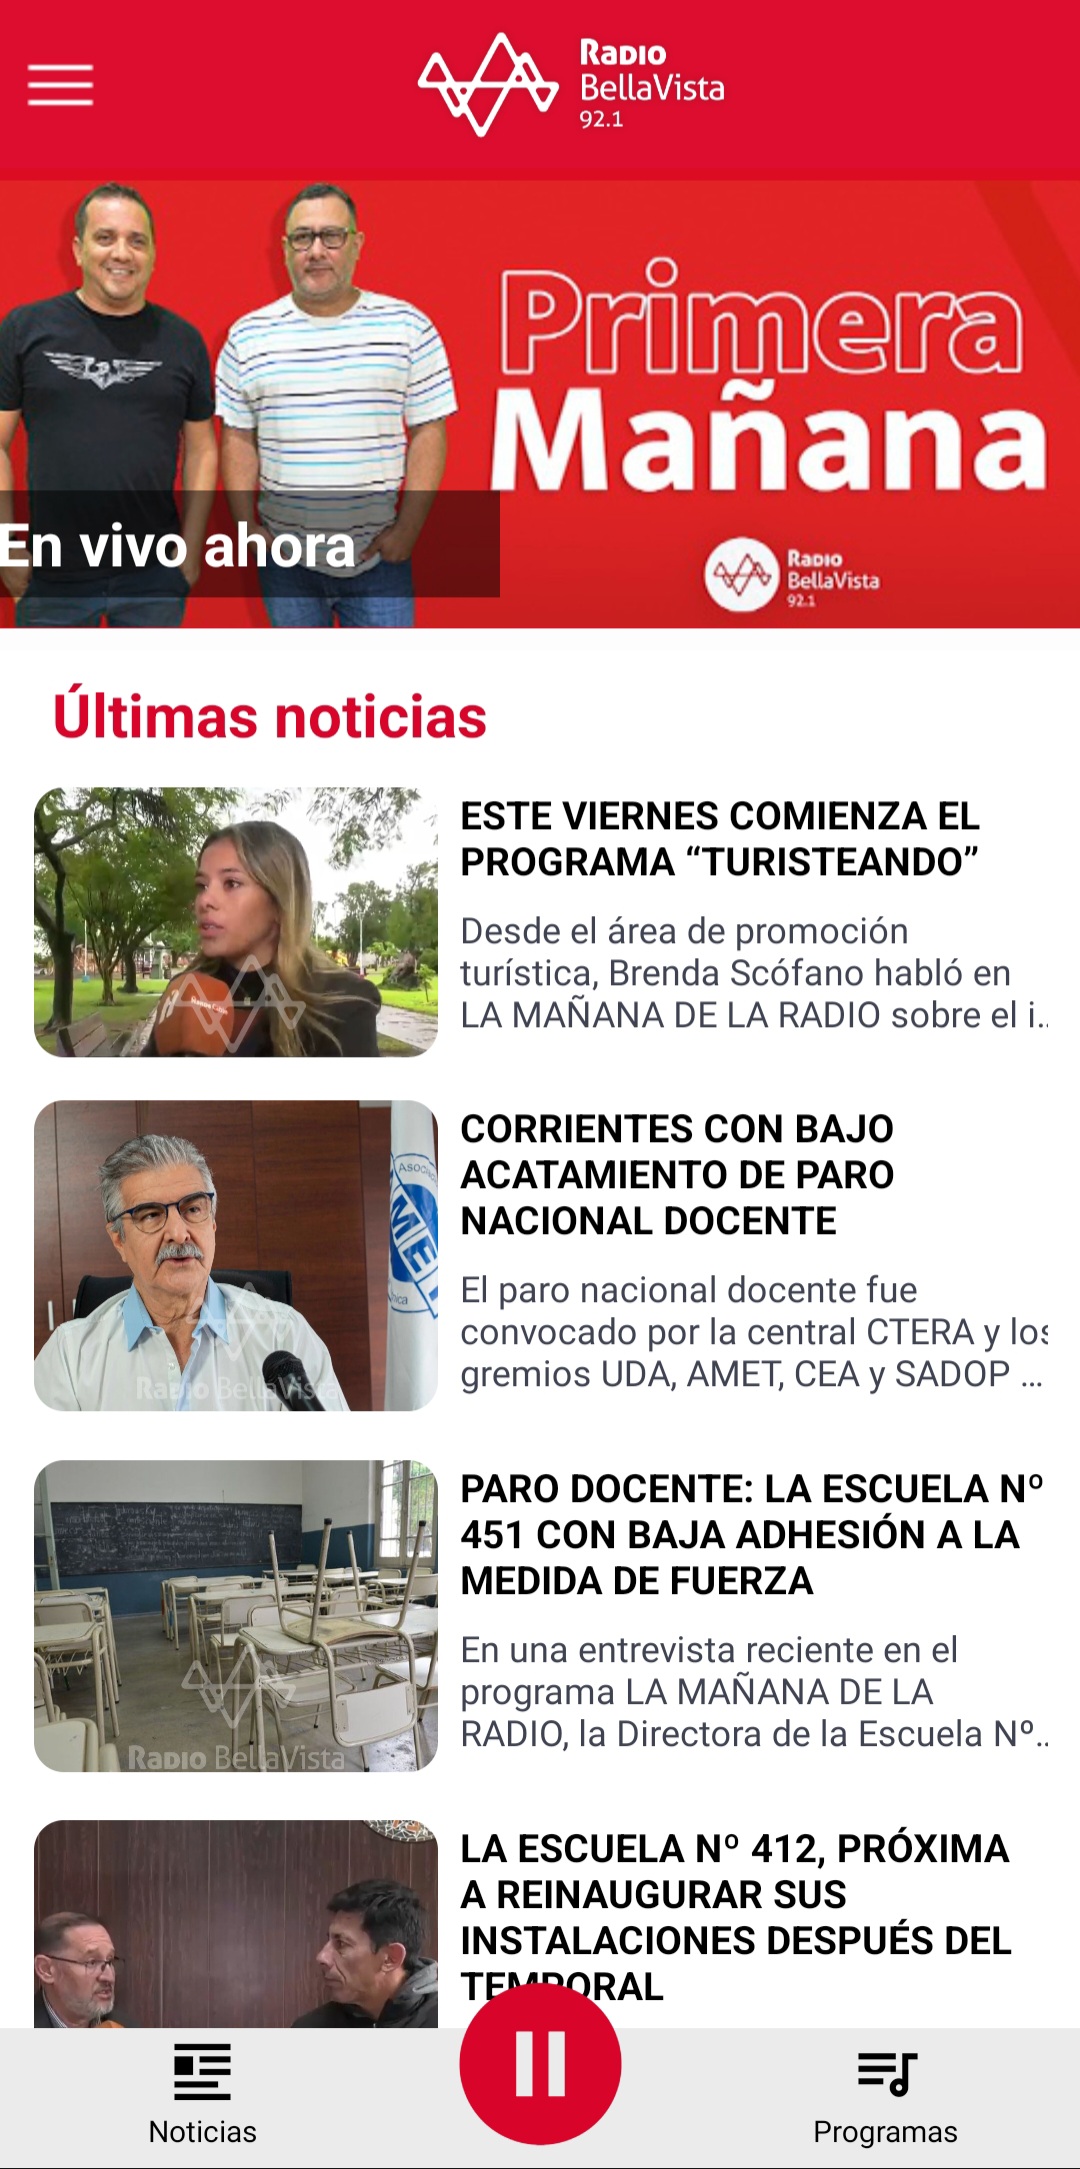 Radio
BellaVista
92.1
Primera
Mañana
En vivo ahora
Radio
BellaVista
92.1
Últimas noticias
ESTE VIERNES COMIENZA EL
PROGRAMA “TURISTEANDO”
Desde el área de promoción
turística, Brenda Scófano habló en
LA MAÑANA DE LA RADIO sobre el i..
CORRIENTES CON BAJO
ACATAMIENTO DE PARO
NACIONAL DOCENTE
El paro nacional docente fue
convocado por la central CTERA y los
gremios UDA, AMET, CEA y SADOP ...
Radio BellaVista
PARO DOCENTE: LA ESCUELA Nº
451 CON BAJA ADHESIÓN A LA
MEDIDA DE FUERZA
En una entrevista reciente en el
programa LA MAÑANA DE LA
RADIO, la Directora de la Escuela Nº..
Radio BellaVista
LA ESCUELA Nº 412, PRÓXIMA
A REINAUGURAR SUS
INSTALACIONES DESPUÉS DEL
TEMPORAL
Noticias
Programas